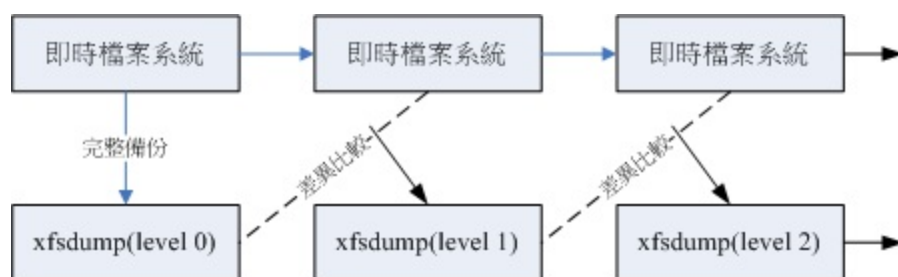 即時檔案系統
即時檔案系統
即時檔案系統
完整備份
差異比較
差異比較
xfsdump(level 0)
xfsdump(level 1)
xfsdump(level 2)